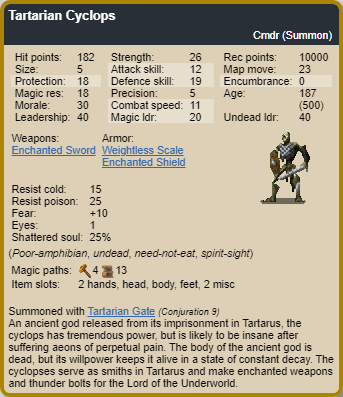 Tartarian Cyclops
Cmdr (Summon)
Hit points: 182 Strength: 26 Rec points: 10000
Size: 5 Attack skill: 12 Map move: 23
Protection: 18 Defence skill: 19 Encumbrance: 0
Magic res: 18 Precision: 5 Age: 187
Morale: 30 Combat speed: 11 (500)
Leadership: 40 Magic ldr: 20 Undead ldr: 40
Weapons: Armor:
Enchanted Sword Weightless Scale
Enchanted Shield
Resist cold: 15
Resist poison: 25
Fear: +10
Eyes: 1
Shattered soul: 25%
(Poor-amphibian, undead, need-not-eat, spirit-sight)
Magic paths: 4 13
Item slots: 2 hands, head, body, feet, 2 misc
Summoned with Tartarian Gate (Conjuration 9)
An ancient god released from its imprisonment in Tartarus, the
cyclops has tremendous power, but is likely to be insane after
suffering aeons of perpetual pain. The body of the ancient god is
dead, but its willpower keeps it alive in a state of constant decay. The
cyclopses serve as smiths in Tartarus and make enchanted weapons
and thunder bolts for the Lord of the Underworld.